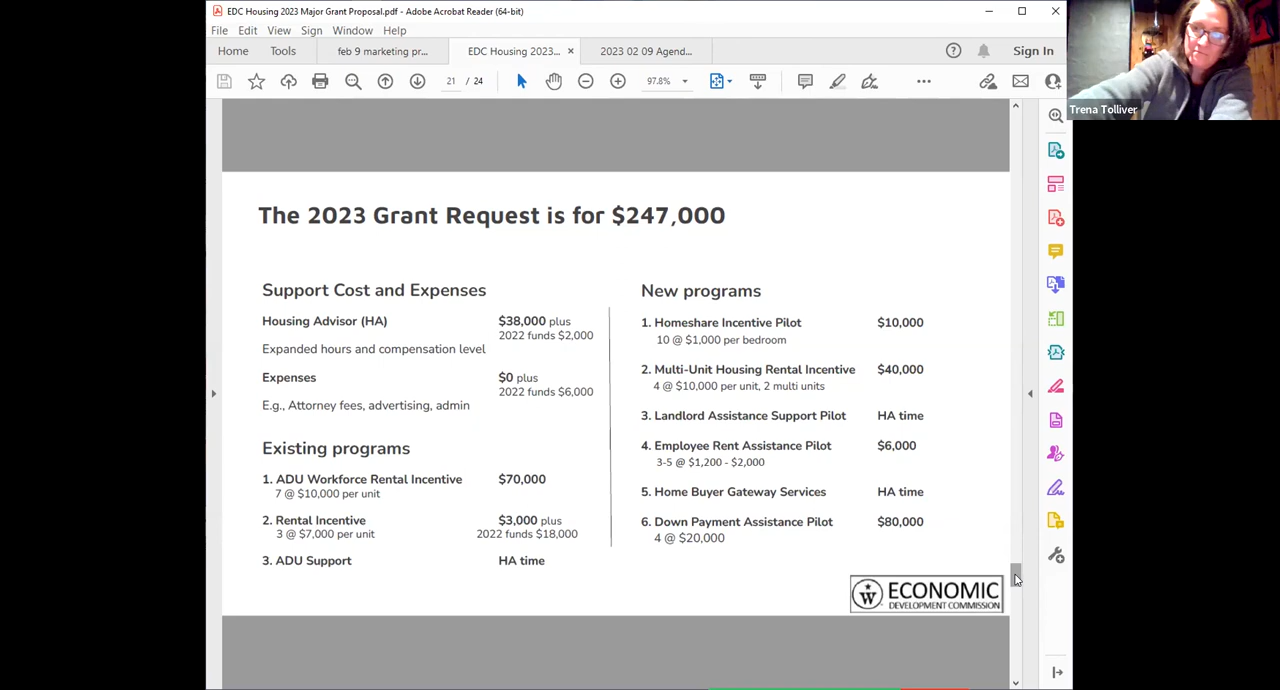 EDC Housing 2023 Major Grant Proposal.pdf - Adobe Acrobat Reader (64-bit)
File Edit View Sign Window Help
Home Tools feb 9 marketing pr... EDC Housing 2023... × 2023 02 09 Agend... Sign In
21 / 24 97.8%
Trena Tolliver
The 2023 Grant Request is for $247,000
Support Cost and Expenses
Housing Advisor (HA) $38,000 plus
2022 funds $2,000
Expanded hours and compensation level
Expenses $0 plus
2022 funds $6,000
E.g., Attorney fees, advertising, admin
Existing programs
1. ADU Workforce Rental Incentive $70,000
7 @ $10,000 per unit
2. Rental Incentive $3,000 plus
3 @ $7,000 per unit 2022 funds $18,000
3. ADU Support HA time
New programs
1. Homeshare Incentive Pilot $10,000
10 @ $1,000 per bedroom
2. Multi-Unit Housing Rental Incentive $40,000
4 @ $10,000 per unit, 2 multi units
3. Landlord Assistance Support Pilot HA time
4. Employee Rent Assistance Pilot $6,000
3-5 @ $1,200 - $2,000
5. Home Buyer Gateway Services HA time
6. Down Payment Assistance Pilot $80,000
4 @ $20,000
W ECONOMIC
DEVELOPMENT COMMISSION